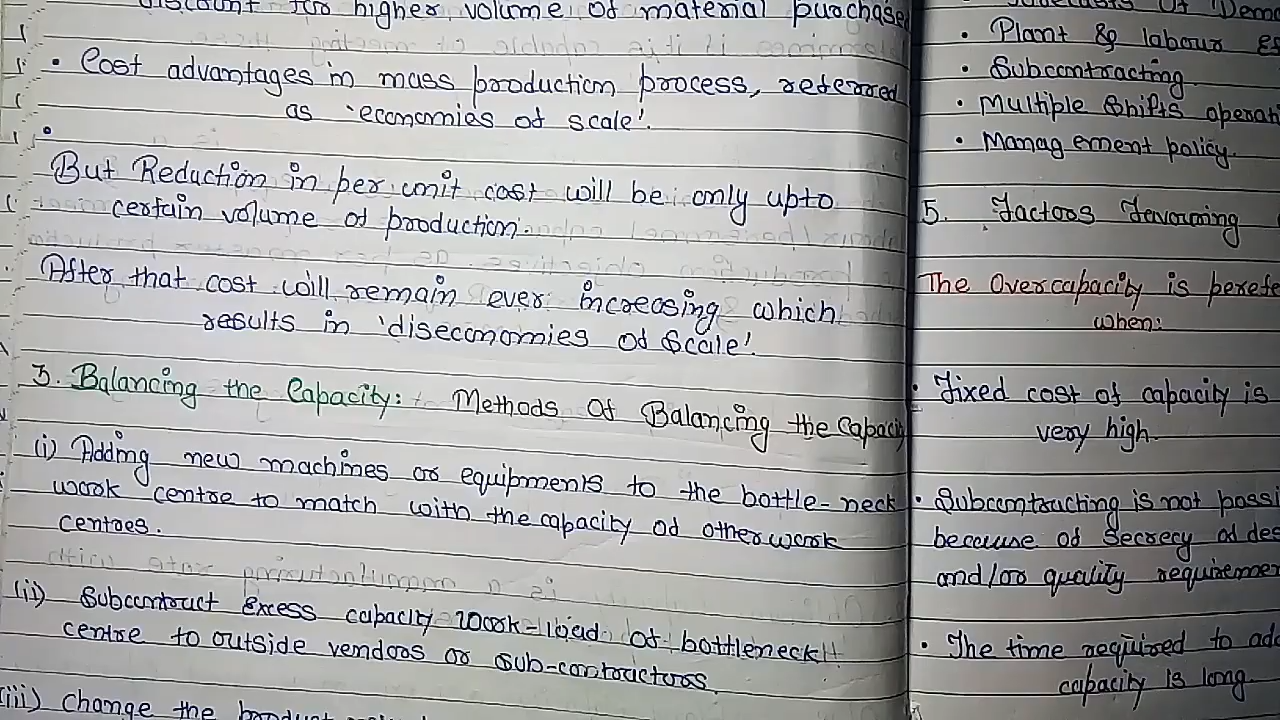 discount for higher volume of material purchased
• Cost advantages in mass production process, referred
as 'economies of scale'.
But Reduction in per unit cost will be only upto
certain volume of production.
After that cost will remain ever increasing which
results in 'diseconomies of scale'.
3. Balancing the Capacity: Methods of Balancing the Capacity
(i) Adding new machines or equipments to the bottle-neck
work centre to match with the capacity of other work
centres.
(ii) Subcontract excess capacity work-load of bottleneck
centre to outside vendors or sub-contractors.
(iii) Change the product
• Plant & labour
• Subcontracting
• Multiple Shifts
• Management policy.
5. Factors
The Overcapacity is
when:
• Fixed cost of capacity is
very high.
• Subcontracting is not
because of secrecy of
and/or quality
• The time required to
capacity is long.